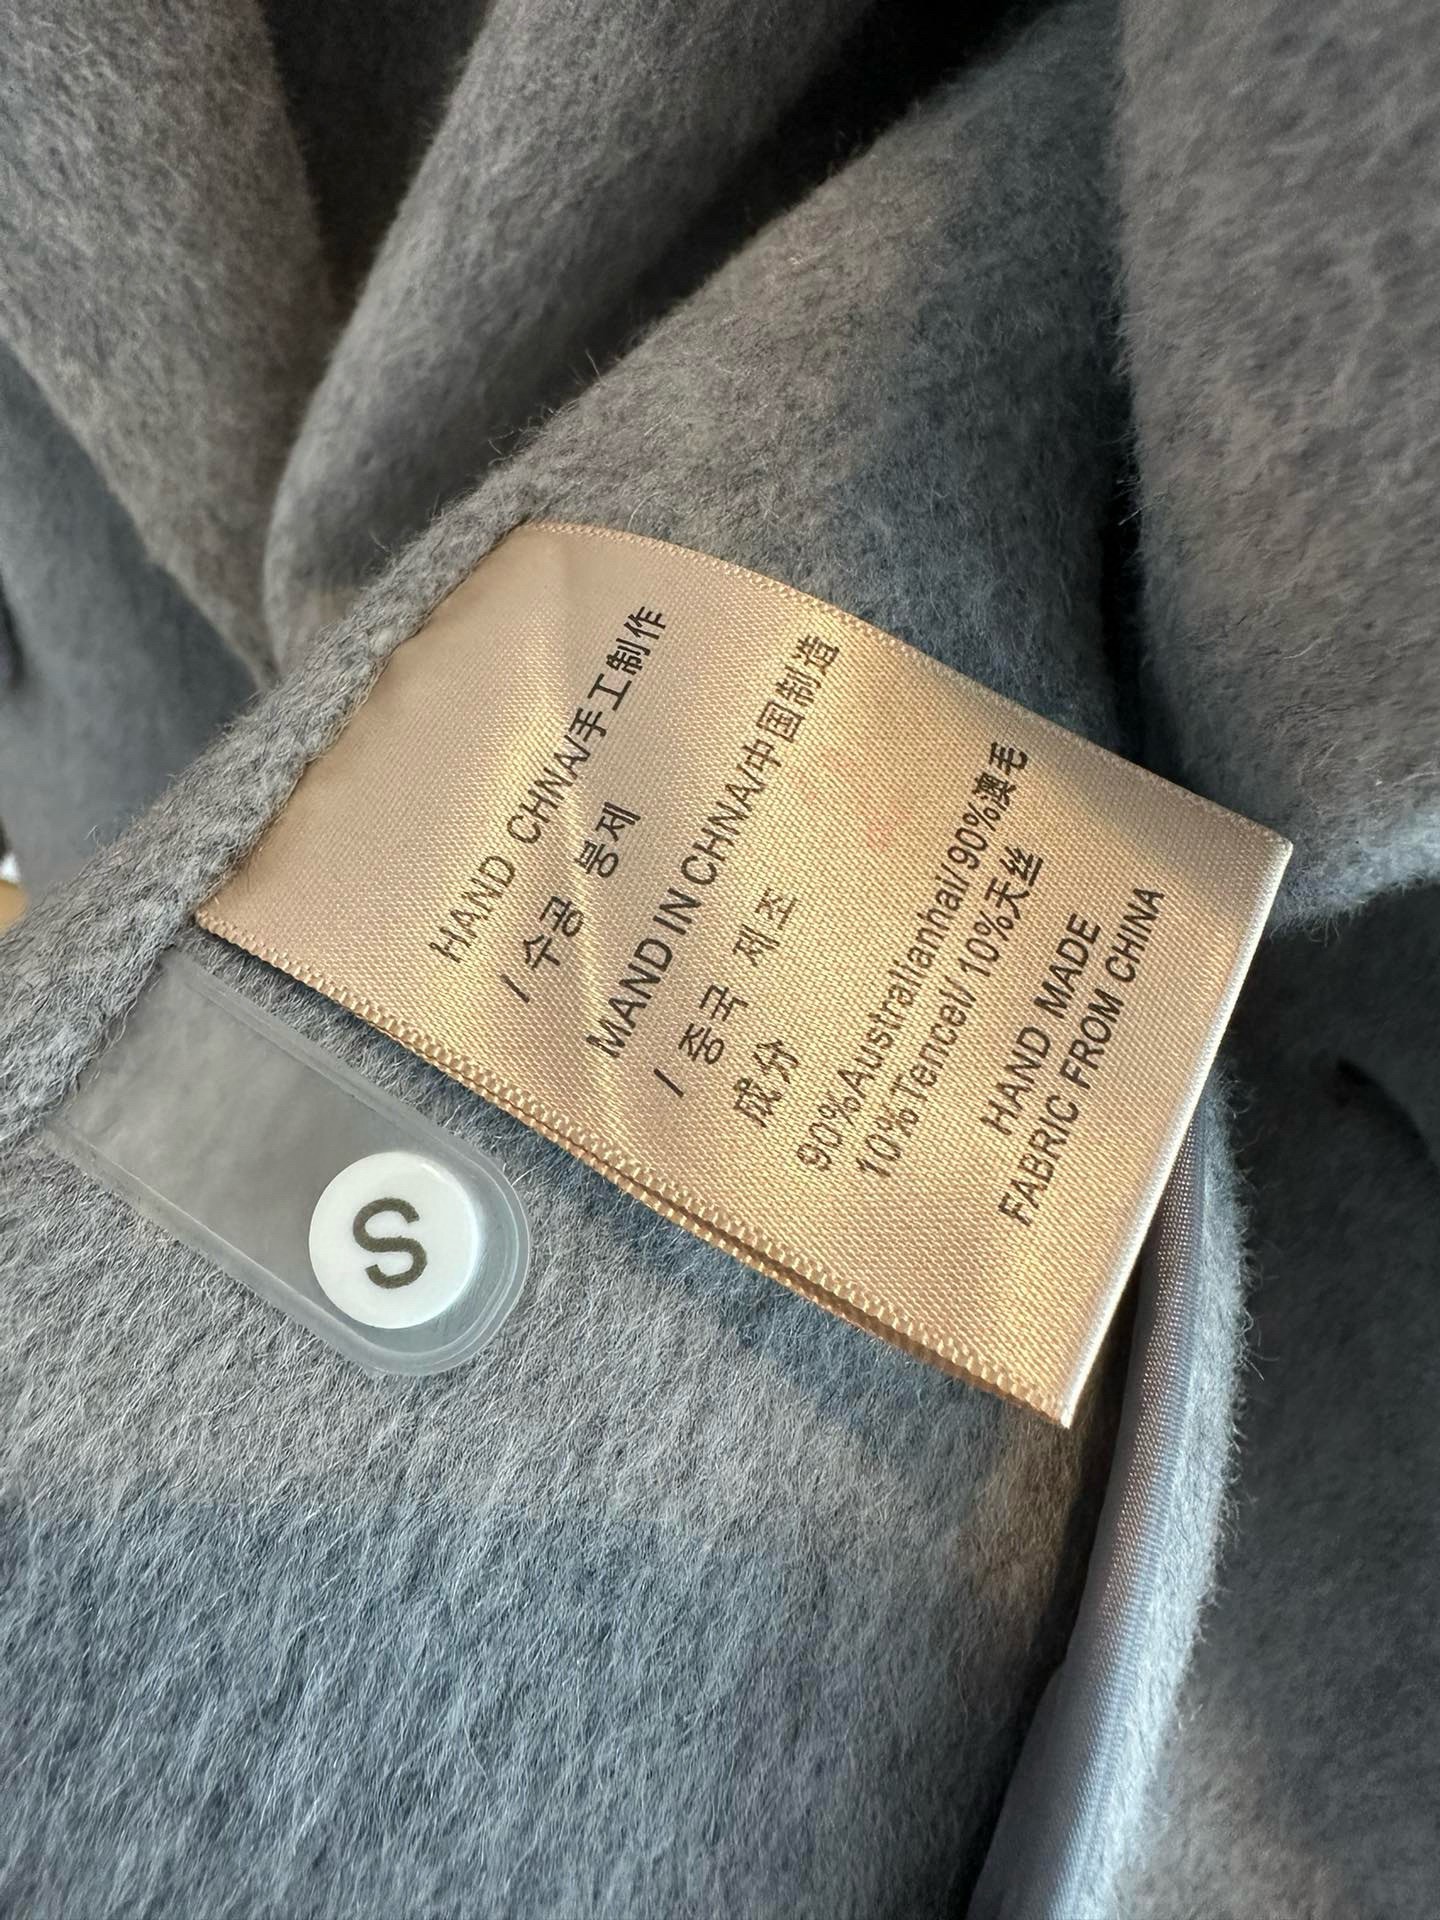 HAND CHNA/手工制作
/ 수공 봉제
MAND IN CHNA/中国制造
/ 중국 제조
成分
90%Australianhai/90%澳毛
10%Tencel/ 10%天丝
HAND MADE
FABRIC FROM CHINA
S